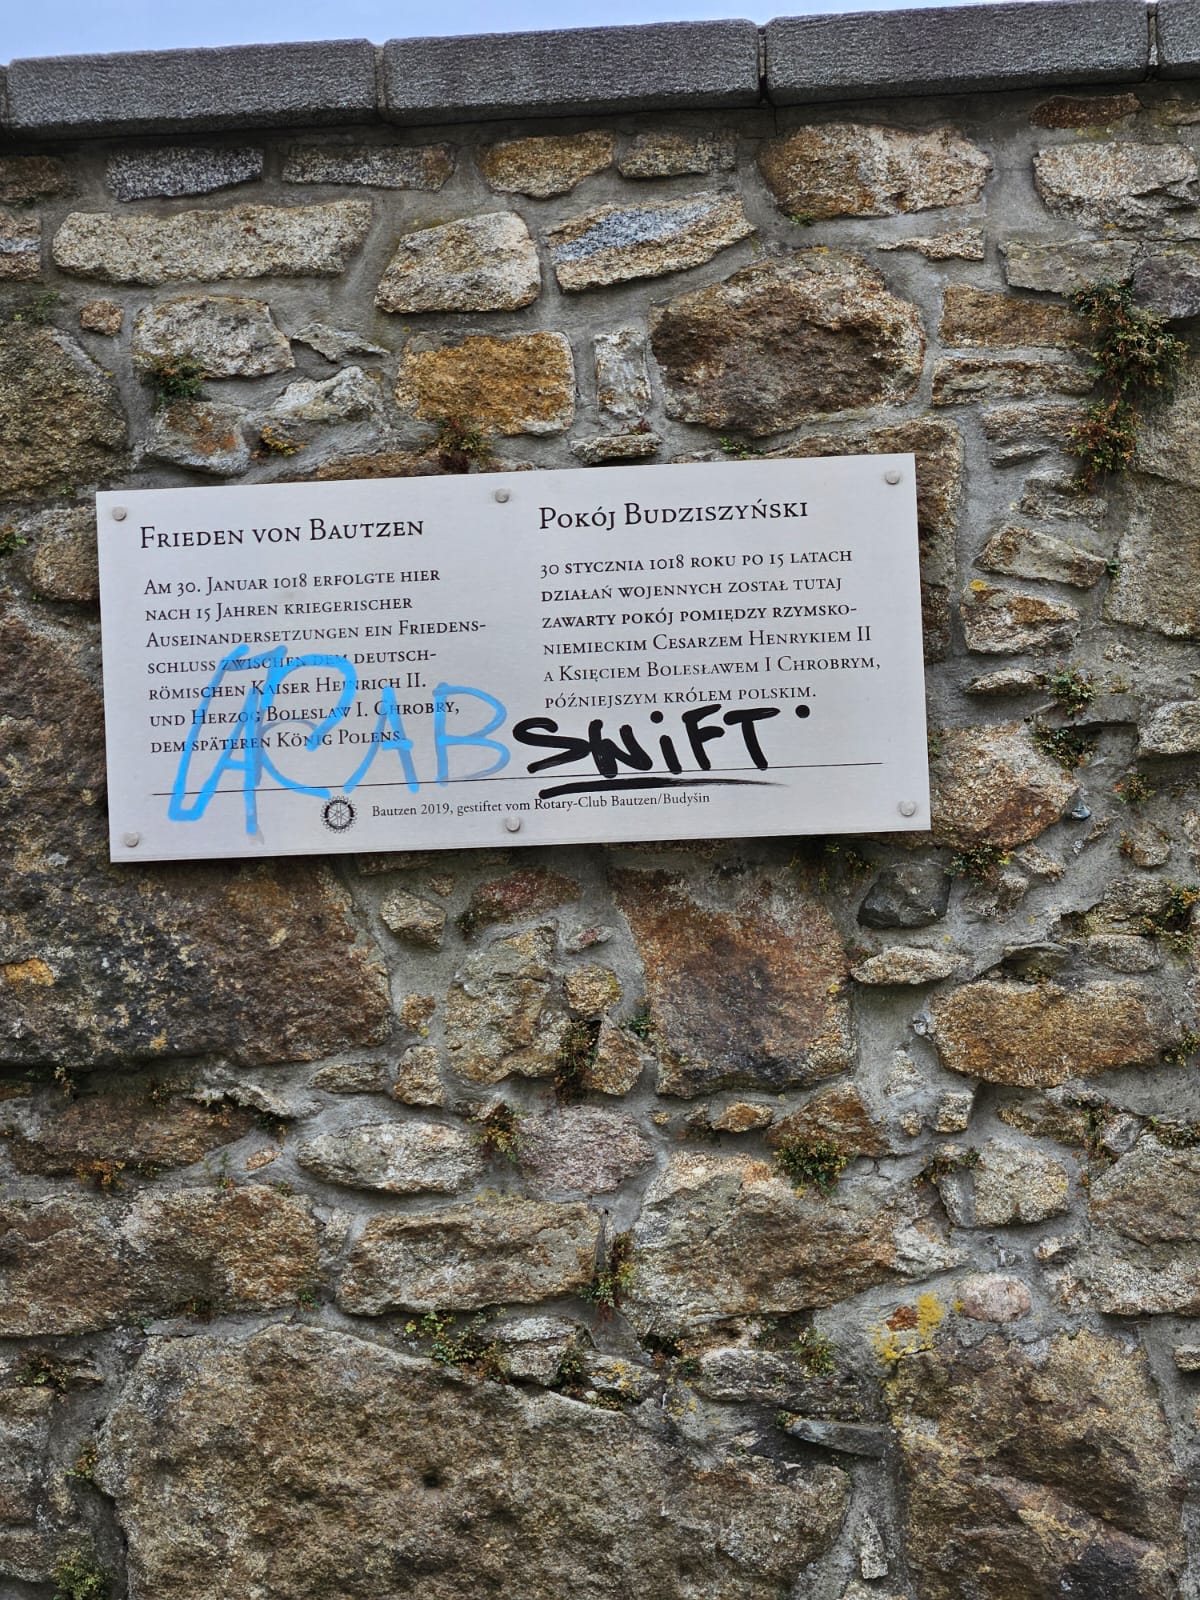 Frieden von Bautzen
Am 30. Januar 1018 erfolgte hier
nach 15 Jahren kriegerischer
Auseinandersetzungen ein Friedens-
schluss zwischen dem deutsch-
römischen Kaiser Heinrich II.
und Herzog Boleslaw I. Chrobry,
dem späteren König Polens.
Pokój Budziszyński
30 stycznia 1018 roku po 15 latach
działań wojennych został tutaj
zawarty pokój pomiędzy rzymsko-
niemieckim Cesarzem Henrykiem II
a Księciem Bolesławem I Chrobrym,
późniejszym królem polskim.
SWiFT
Bautzen 2019, gestiftet vom Rotary-Club Bautzen/Budyšin